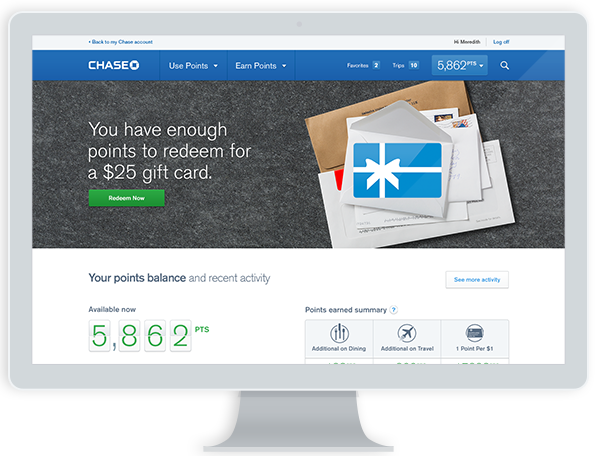 Back to my Chase account
Hi Meredith
Log off
CHASE
Use Points
Earn Points
Favorites 2
Trips 10
5,862 PTS
You have enough
points to redeem for
a $25 gift card.
Redeem Now
Your points balance and recent activity
See more activity
Available now
5,862 PTS
Points earned summary ?
Additional on Dining
Additional on Travel
1 Point Per $1